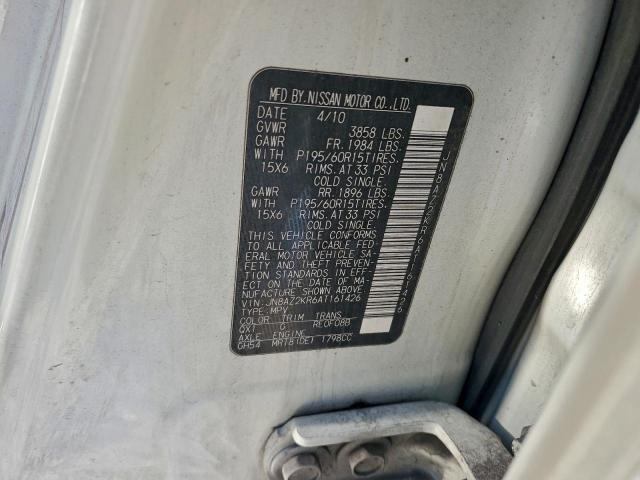 MFD BY.NISSAN MOTOR CO.,LTD.
DATE 4/10
GVWR 3858 LBS.
GAWR FR. 1984 LBS.
WITH P195/60R15TIRES.
15X6 RIMS. AT 33 PSI
COLD SINGLE.
GAWR RR. 1896 LBS.
WITH P195/60R15TIRES.
15X6 RIMS. AT 33 PSI
COLD SINGLE.
THIS VEHICLE CONFORMS
TO ALL APPLICABLE FED-
ERAL MOTOR VEHICLE SA-
FETY AND THEFT PREVEN-
TION STANDARDS IN EFF-
ECT ON THE DATE OF MA-
NUFACTURE SHOWN ABOVE.
VIN:JN8AZ2KR6AT161426
TYPE:MPV
COLOR TRIM TRANS
QX1 G RE0F08B
AXLE ENGINE
GH54 MR18(DE) 1798CC
JN8AZ2KR6AT161426